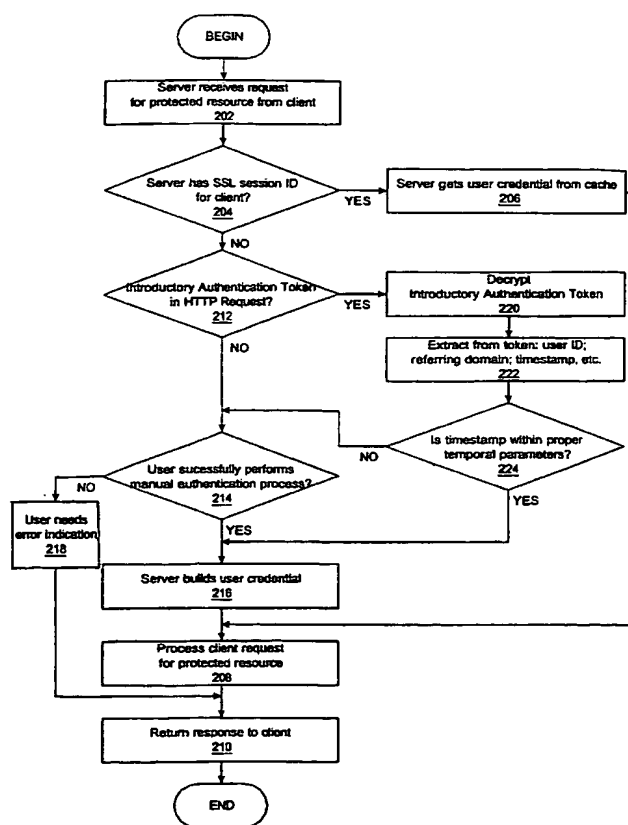 BEGIN
Server receives request
for protected resource from client
202
Server has SSL session ID
for client?
204
YES
Server gets user credential from cache
206
NO
Introductory Authentication Token
in HTTP Request?
212
YES
Decrypt
Introductory Authentication Token
220
NO
Extract from token: user ID;
referring domain; timestamp, etc.
222
Is timestamp within proper
temporal parameters?
224
NO
YES
User sucessfully performs
manual authentication process?
214
NO
YES
User needs
error indication
218
Server builds user credential
216
Process client request
for protected resource
208
Return response to client
210
END